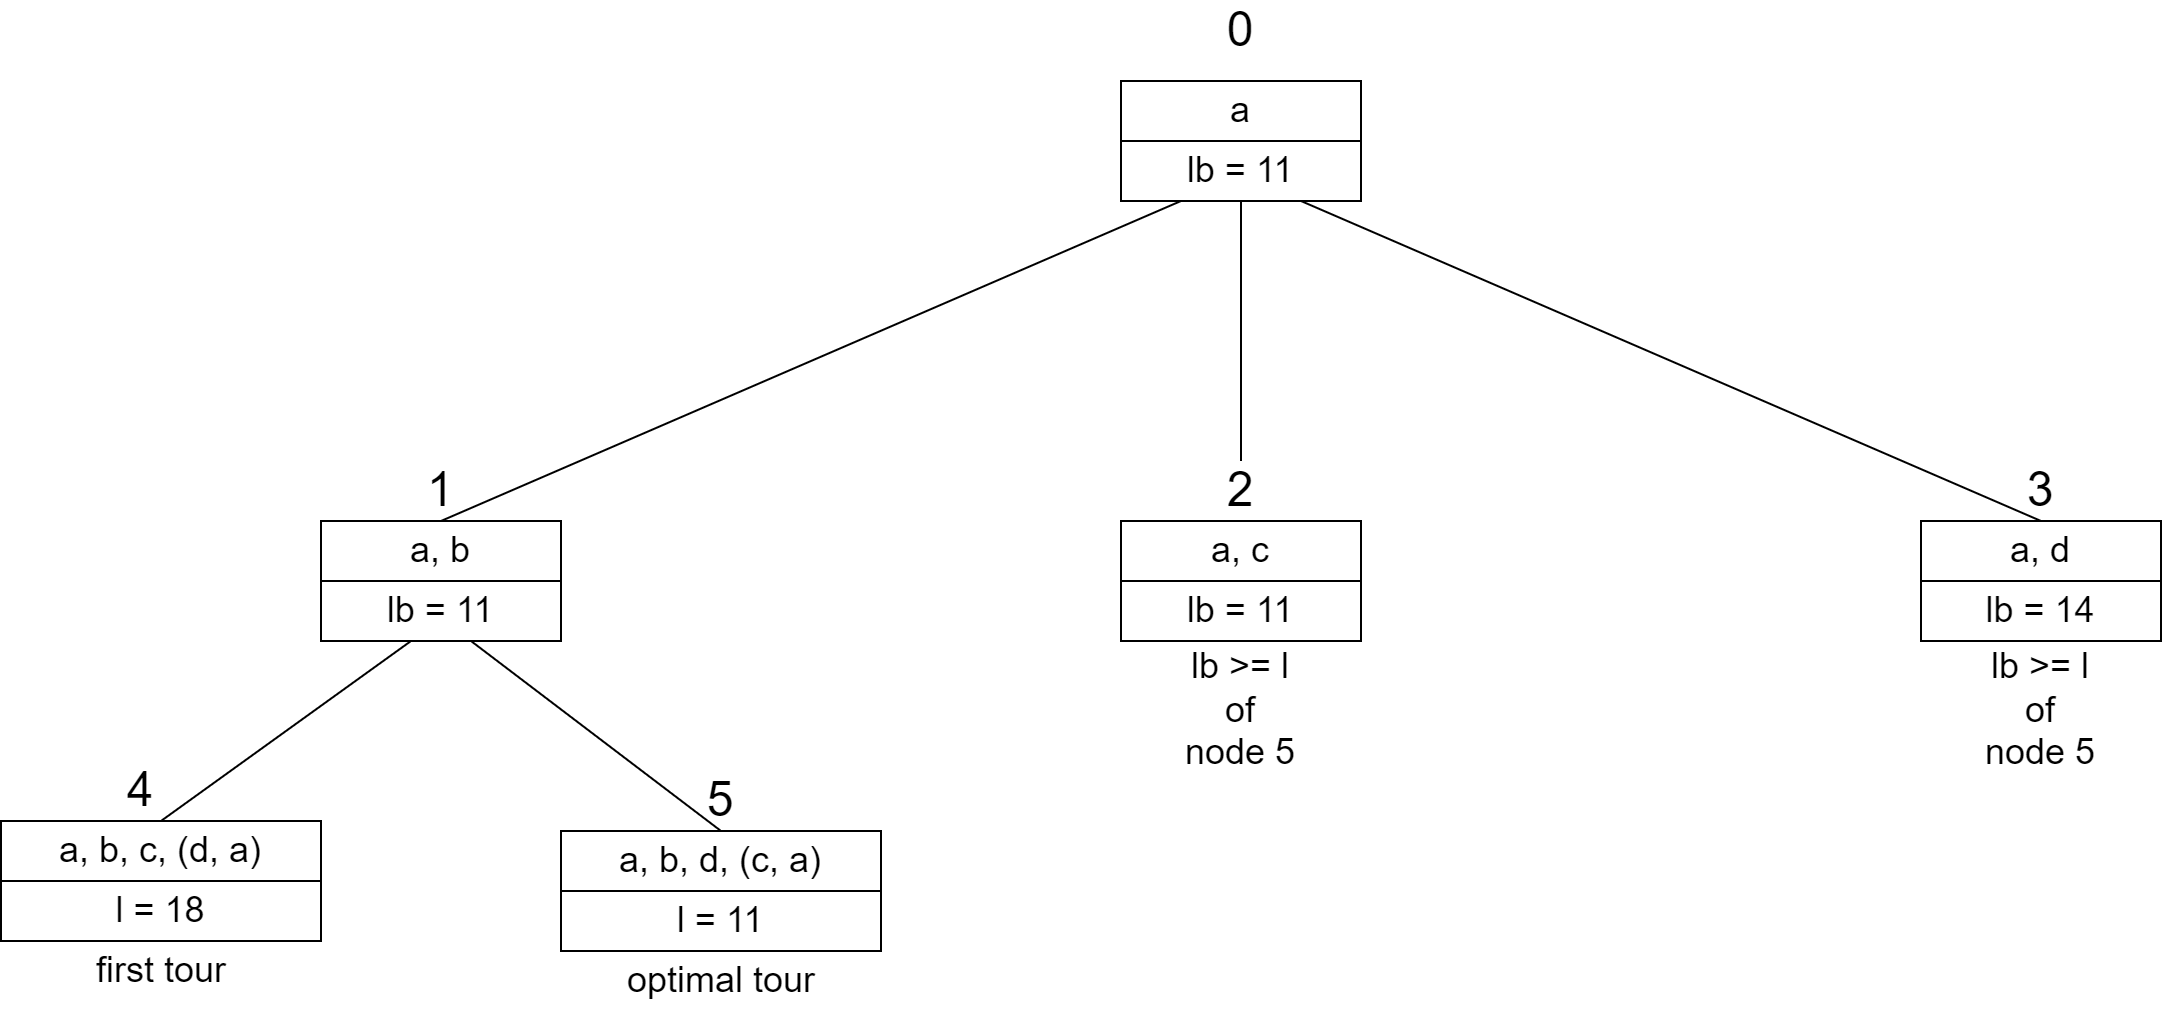 0
a
lb = 11
1
a, b
lb = 11
2
a, c
lb = 11
lb >= l
of
node 5
3
a, d
lb = 14
lb >= l
of
node 5
4
a, b, c, (d, a)
l = 18
first tour
5
a, b, d, (c, a)
l = 11
optimal tour